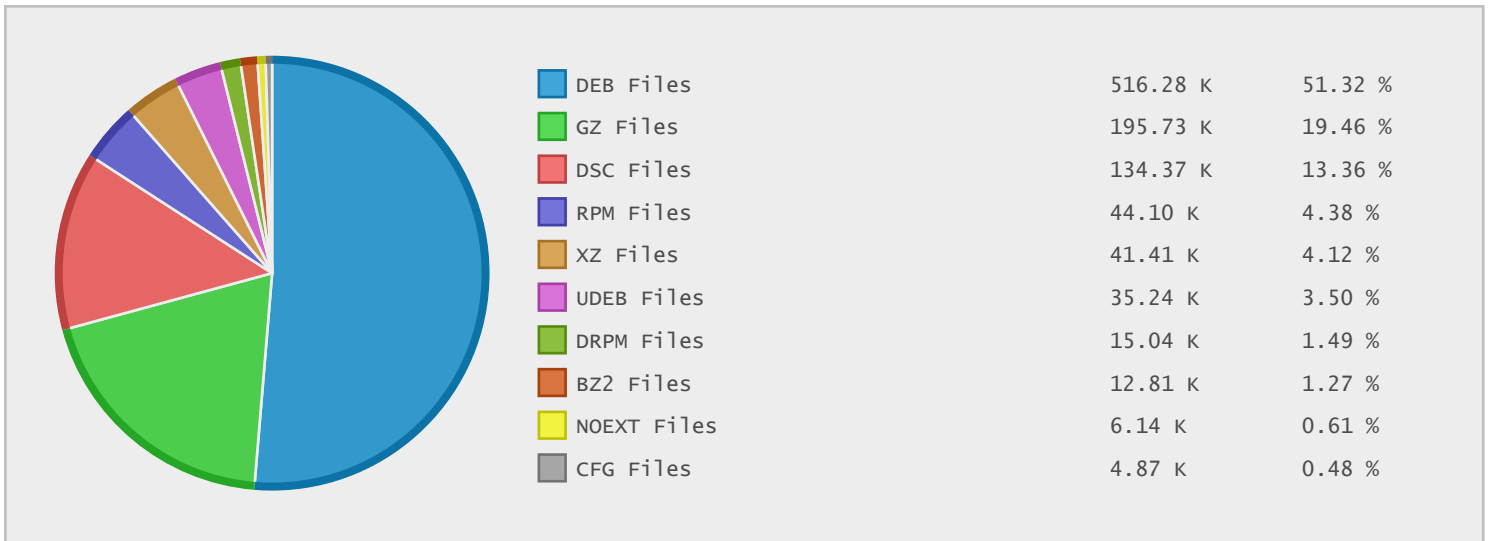 DEB Files 516.28 K 51.32 %
GZ Files 195.73 K 19.46 %
DSC Files 134.37 K 13.36 %
RPM Files 44.10 K 4.38 %
XZ Files 41.41 K 4.12 %
UDEB Files 35.24 K 3.50 %
DRPM Files 15.04 K 1.49 %
BZ2 Files 12.81 K 1.27 %
NOEXT Files 6.14 K 0.61 %
CFG Files 4.87 K 0.48 %